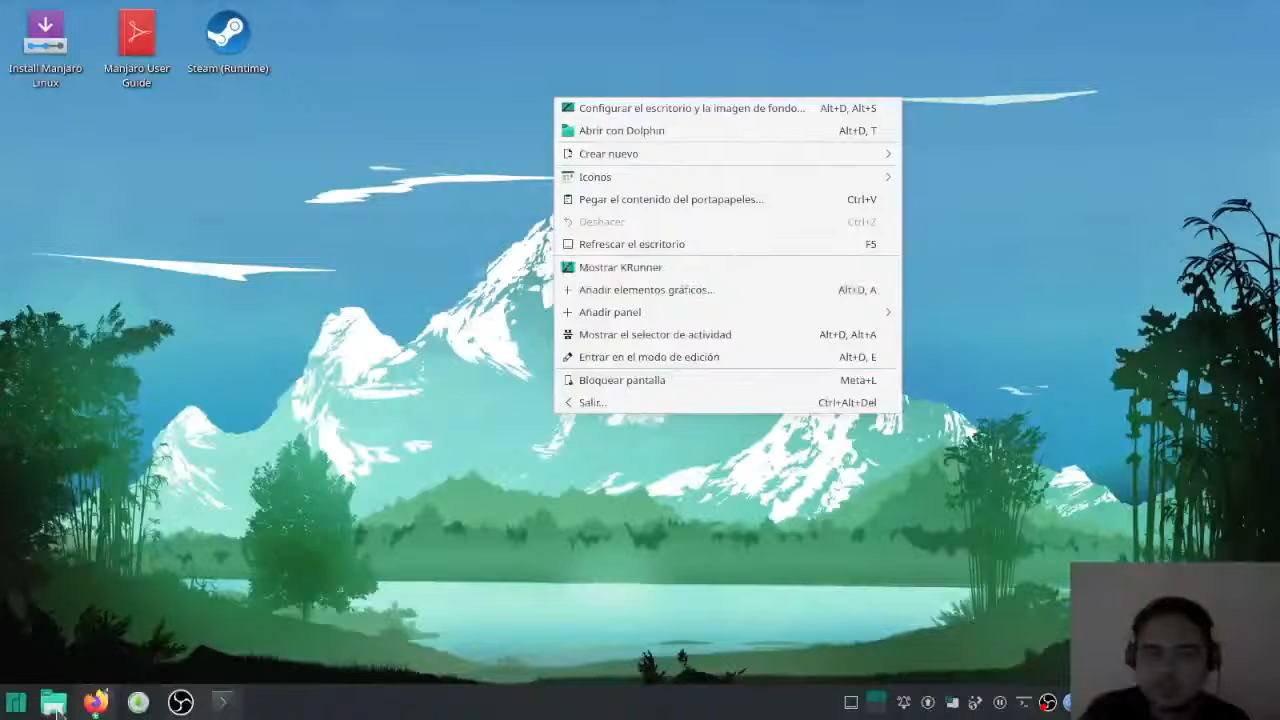 Install Manjaro
Linux
Manjaro User
Guide
Steam (Runtime)
Configurar el escritorio y la imagen de fondo... Alt+D, Alt+S
Abrir con Dolphin Alt+D, T
Crear nuevo
Iconos
Pegar el contenido del portapapeles... Ctrl+V
Deshacer Ctrl+Z
Refrescar el escritorio F5
Mostrar KRunner
Añadir elementos gráficos... Alt+D, A
Añadir panel
Mostrar el selector de actividad Alt+D, Alt+A
Entrar en el modo de edición Alt+D, E
Bloquear pantalla Meta+L
Salir... Ctrl+Alt+Del